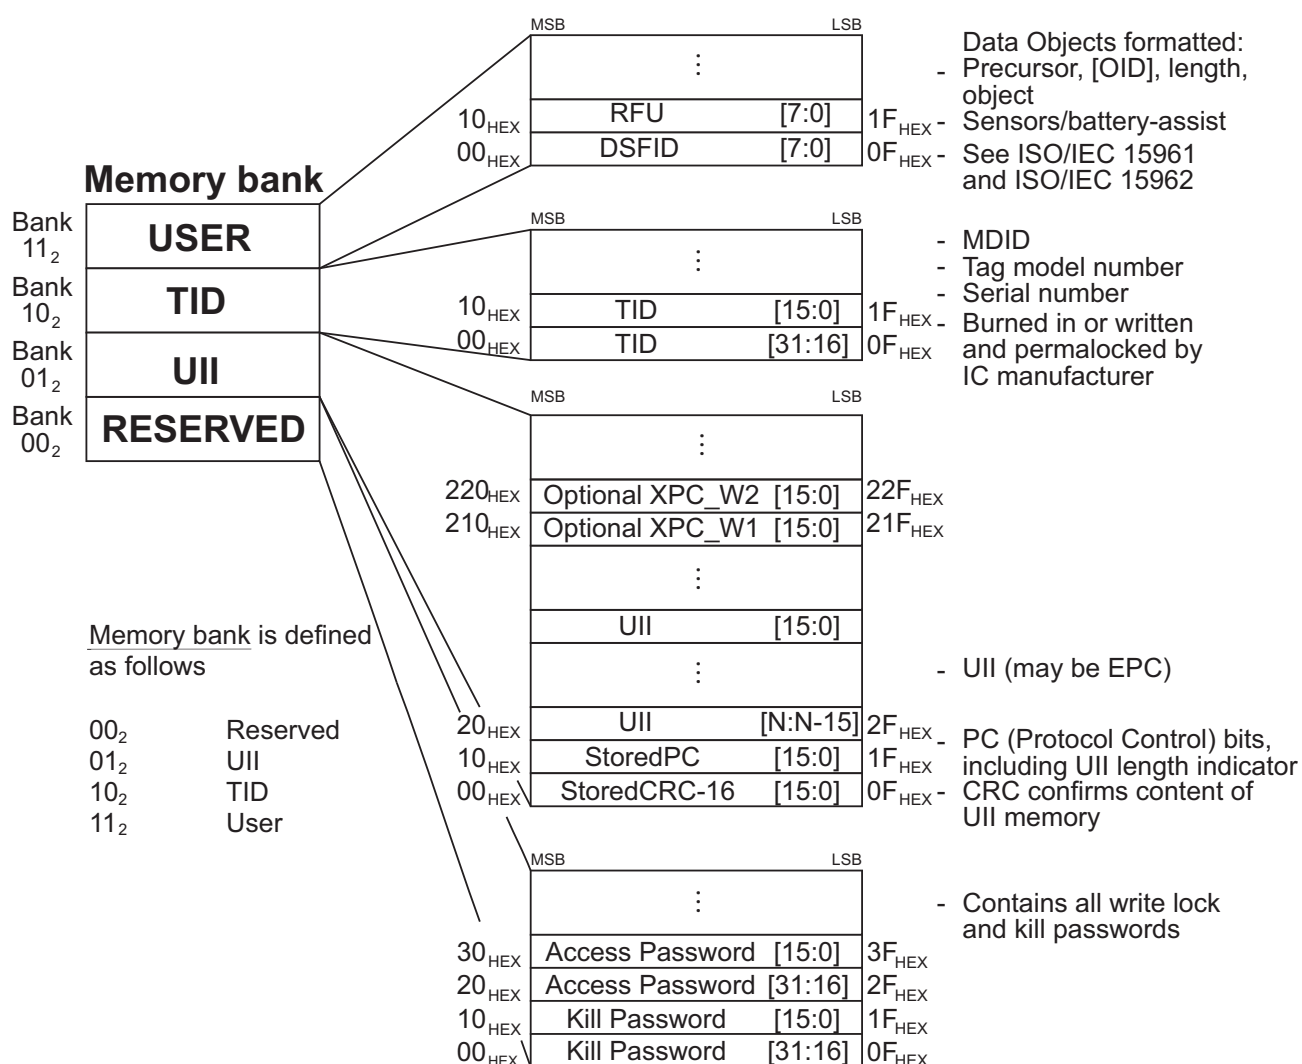 MSB LSB
⋮
10HEX RFU [7:0] 1FHEX
00HEX DSFID [7:0] 0FHEX
Data Objects formatted:
- Precursor, [OID], length,
object
- Sensors/battery-assist
- See ISO/IEC 15961
and ISO/IEC 15962
Memory bank
Bank
11₂
USER
Bank
10₂
TID
Bank
01₂
UII
Bank
00₂
RESERVED
MSB LSB
⋮
10HEX TID [15:0] 1FHEX
00HEX TID [31:16] 0FHEX
- MDID
- Tag model number
- Serial number
- Burned in or written
and permalocked by
IC manufacturer
MSB LSB
⋮
220HEX Optional XPC_W2 [15:0] 22FHEX
210HEX Optional XPC_W1 [15:0] 21FHEX
⋮
UII [15:0]
⋮
20HEX UII [N:N-15] 2FHEX
10HEX StoredPC [15:0] 1FHEX
00HEX StoredCRC-16 [15:0] 0FHEX
- UII (may be EPC)
- PC (Protocol Control) bits,
including UII length indicator
- CRC confirms content of
UII memory
Memory bank is defined
as follows
00₂ Reserved
01₂ UII
10₂ TID
11₂ User
MSB LSB
⋮
30HEX Access Password [15:0] 3FHEX
20HEX Access Password [31:16] 2FHEX
10HEX Kill Password [15:0] 1FHEX
00HEX Kill Password [31:16] 0FHEX
- Contains all write lock
and kill passwords